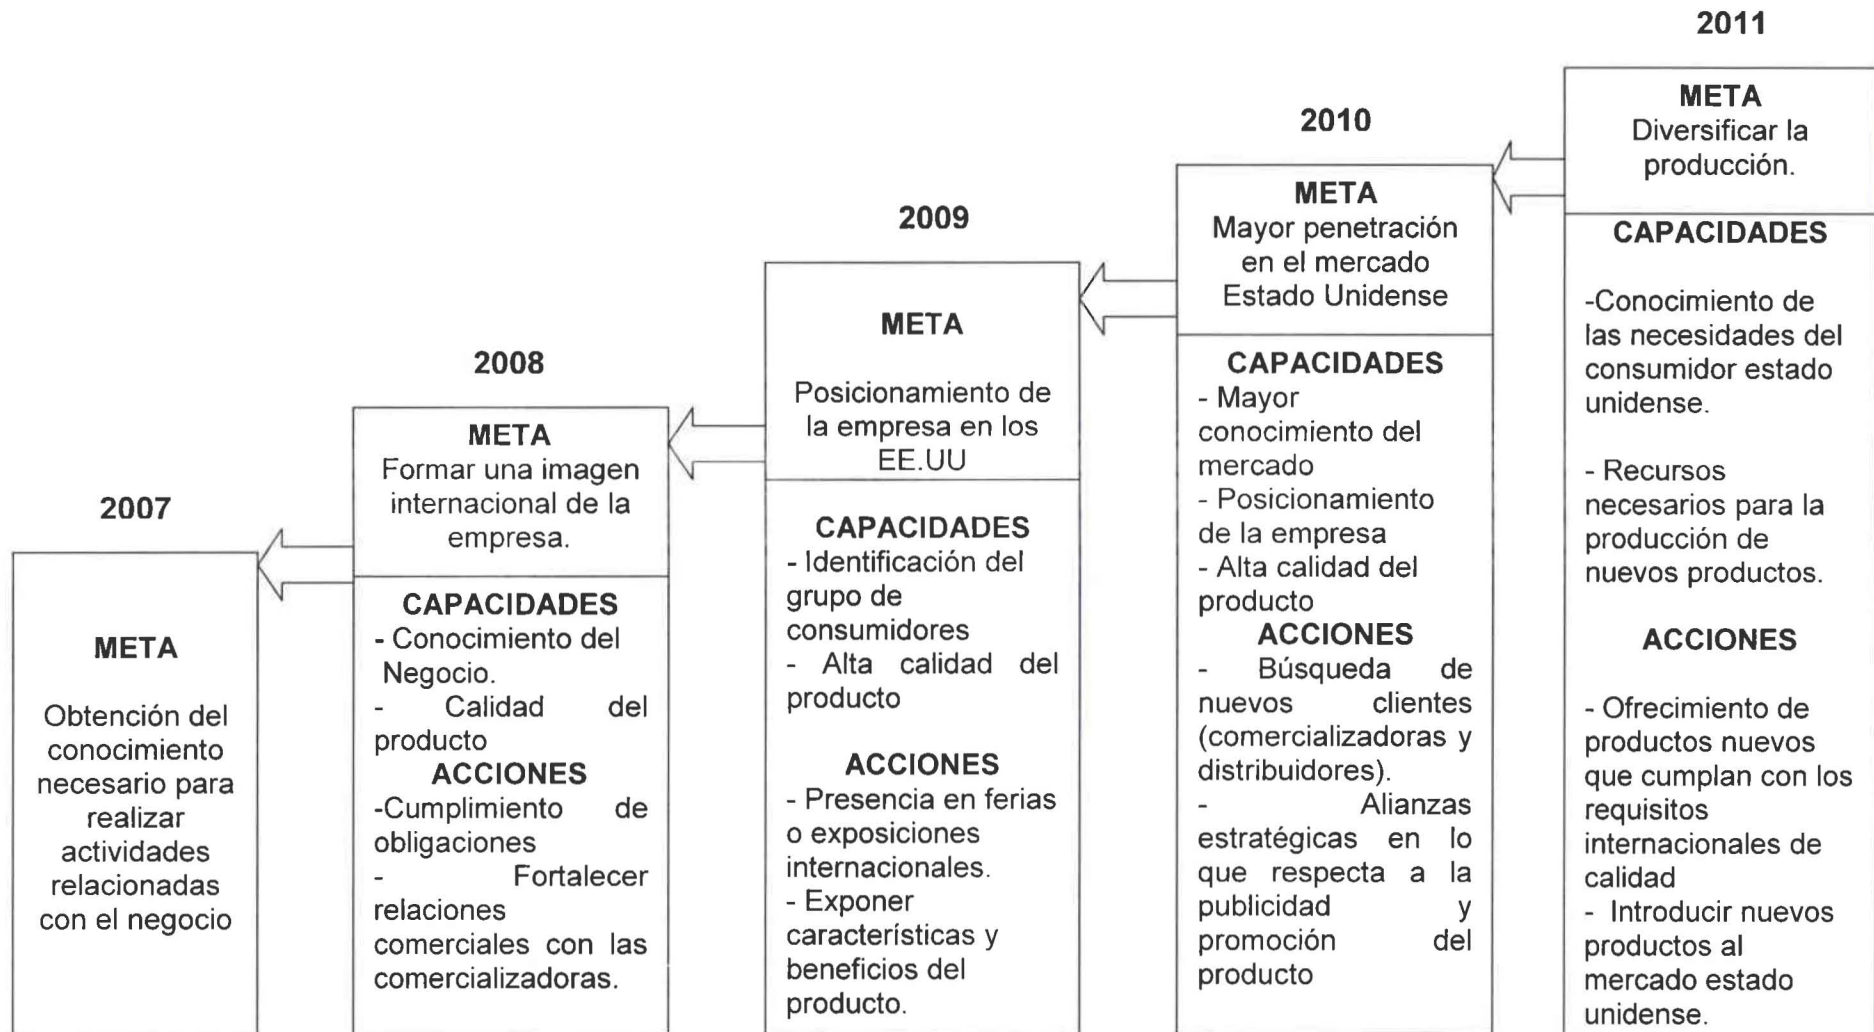 2007
META
Obtención del
conocimiento
necesario para
realizar
actividades
relacionadas
con el negocio
2008
META
Formar una imagen
internacional de la
empresa.
CAPACIDADES
- Conocimiento del
Negocio.
- Calidad del
producto
ACCIONES
-Cumplimiento de
obligaciones
- Fortalecer
relaciones
comerciales con las
comercializadoras.
2009
META
Posicionamiento de
la empresa en los
EE.UU
CAPACIDADES
- Identificación del
grupo de
consumidores
- Alta calidad del
producto
ACCIONES
- Presencia en ferias
o exposiciones
internacionales.
- Exponer
características y
beneficios del
producto.
2010
META
Mayor penetración
en el mercado
Estado Unidense
CAPACIDADES
- Mayor
conocimiento del
mercado
- Posicionamiento
de la empresa
- Alta calidad del
producto
ACCIONES
- Búsqueda de
nuevos clientes
(comercializadoras y
distribuidores).
- Alianzas
estratégicas en lo
que respecta a la
publicidad y
promoción del
producto
2011
META
Diversificar la
producción.
CAPACIDADES
-Conocimiento de
las necesidades del
consumidor estado
unidense.
- Recursos
necesarios para la
producción de
nuevos productos.
ACCIONES
- Ofrecimiento de
productos nuevos
que cumplan con los
requisitos
internacionales de
calidad
- Introducir nuevos
productos al
mercado estado
unidense.